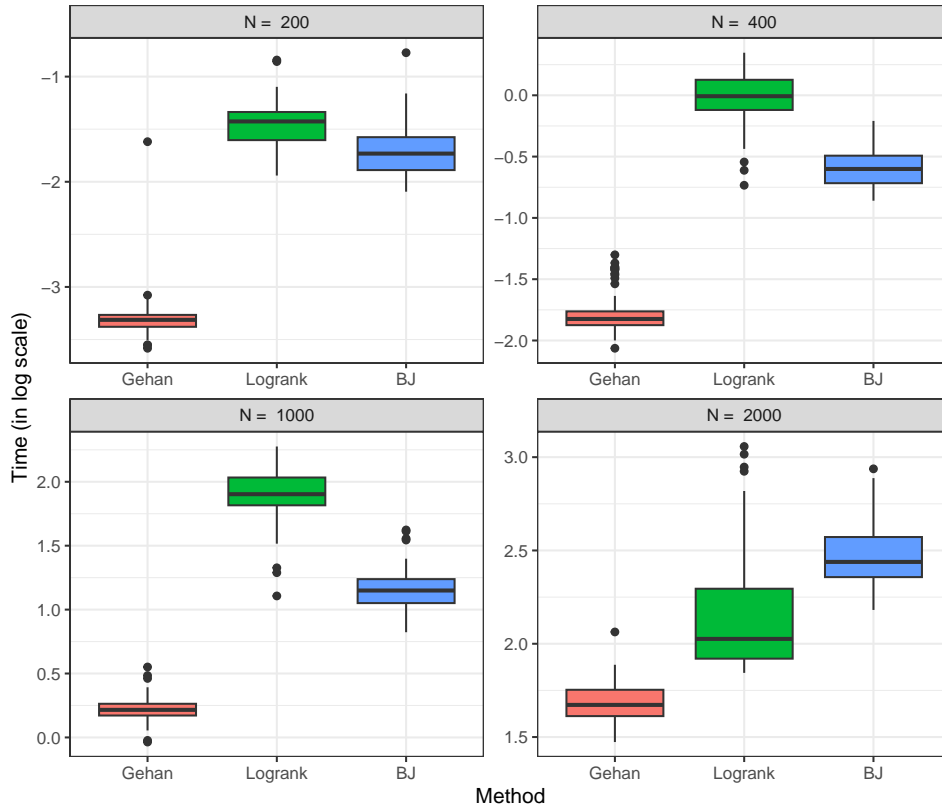 N = 200
N = 400
−1
−2
−3
0.0
−0.5
−1.0
−1.5
−2.0
Gehan Logrank BJ
Gehan Logrank BJ
N = 1000
N = 2000
2.0
1.5
1.0
0.5
0.0
3.0
2.5
2.0
1.5
Gehan Logrank BJ
Gehan Logrank BJ
Time (in log scale)
Method